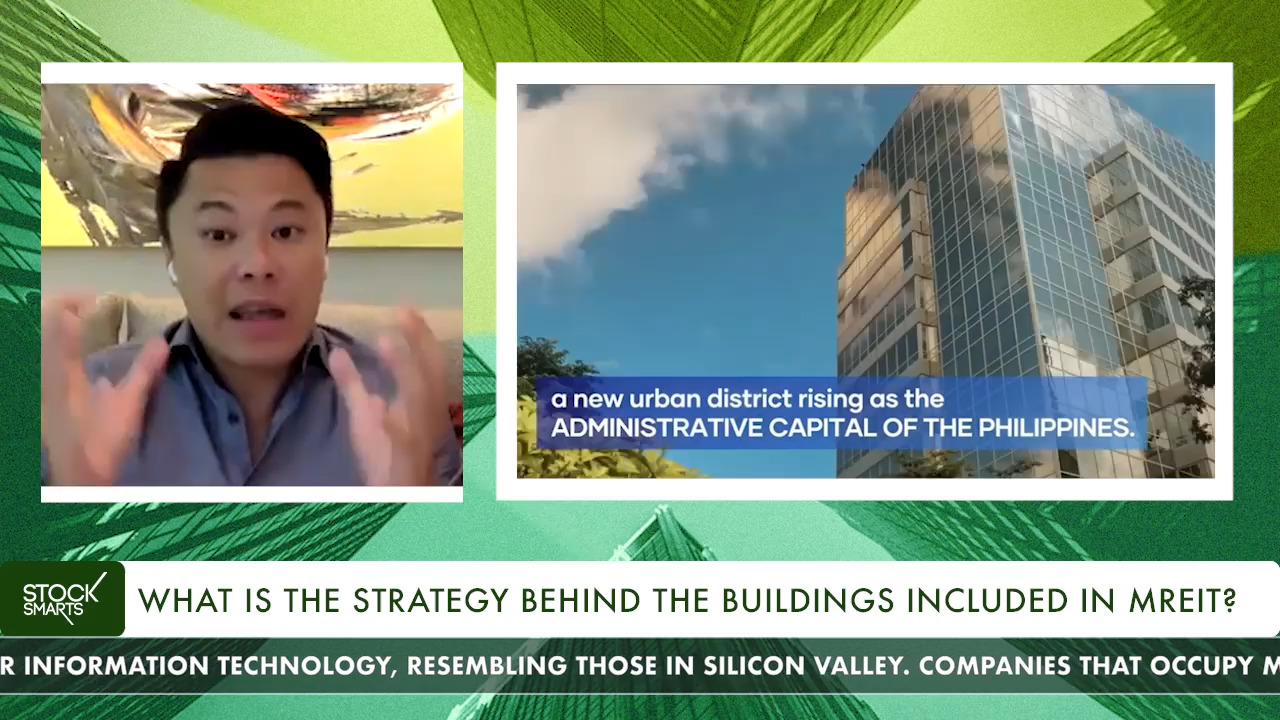 a new urban district rising as the
ADMINISTRATIVE CAPITAL OF THE PHILIPPINES.
STOCK
SMARTS
WHAT IS THE STRATEGY BEHIND THE BUILDINGS INCLUDED IN MREIT?
R INFORMATION TECHNOLOGY, RESEMBLING THOSE IN SILICON VALLEY. COMPANIES THAT OCCUPY M